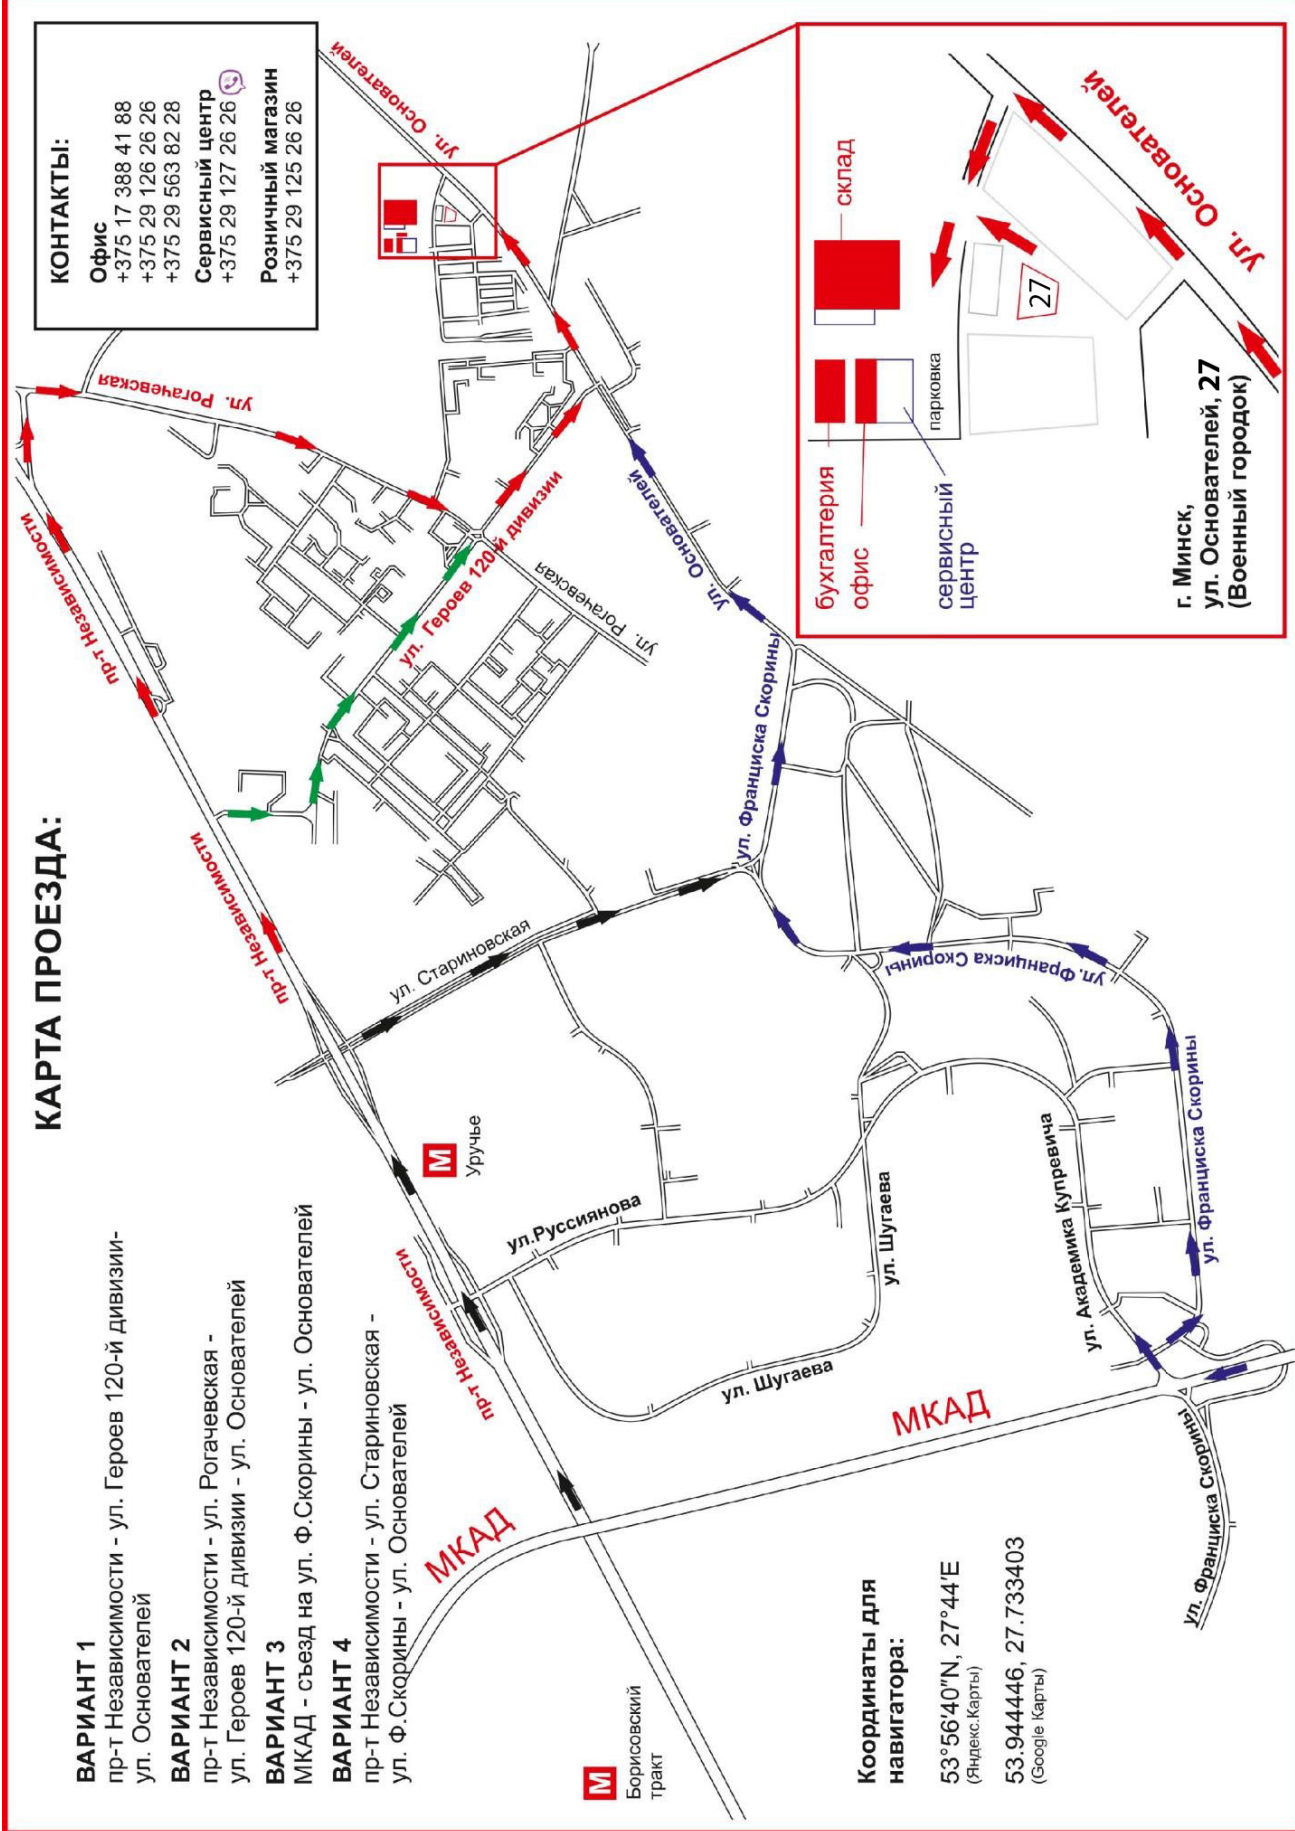 КАРТА ПРОЕЗДА:
ВАРИАНТ 1
пр-т Независимости - ул. Героев 120-й дивизии-
ул. Основателей
ВАРИАНТ 2
пр-т Независимости - ул. Рогачевская -
ул. Героев 120-й дивизии - ул. Основателей
ВАРИАНТ 3
МКАД - съезд на ул. Ф.Скорины - ул. Основателей
ВАРИАНТ 4
пр-т Независимости - ул. Стариновская -
ул. Ф.Скорины - ул. Основателей
КОНТАКТЫ:
Офис
+375 17 388 41 88
+375 29 126 26 26
+375 29 563 82 28
Сервисный центр
+375 29 127 26 26
Розничный магазин
+375 29 125 26 26
пр-т Независимости
пр-т Независимости
пр-т Независимости
ул. Рогачевская
ул. Основателей
ул. Героев 120-й дивизии
ул. Рогачевская
ул. Стариновская
М
Уручье
ул.Руссиянова
ул. Основателей
ул. Франциска Скорины
ул. Франциска Скорины
ул. Шугаева
ул. Шугаева
ул. Академика Купревича
ул. Франциска Скорины
МКАД
МКАД
ул. Франциска Скорины
М
Борисовский
тракт
Координаты для
навигатора:
53°56'40"N, 27°44'E
(Яндекс.Карты)
53.944446, 27.733403
(Google Карты)
бухгалтерия
офис
сервисный
центр
склад
парковка
27
ул. Основателей
г. Минск,
ул. Основателей, 27
(Военный городок)